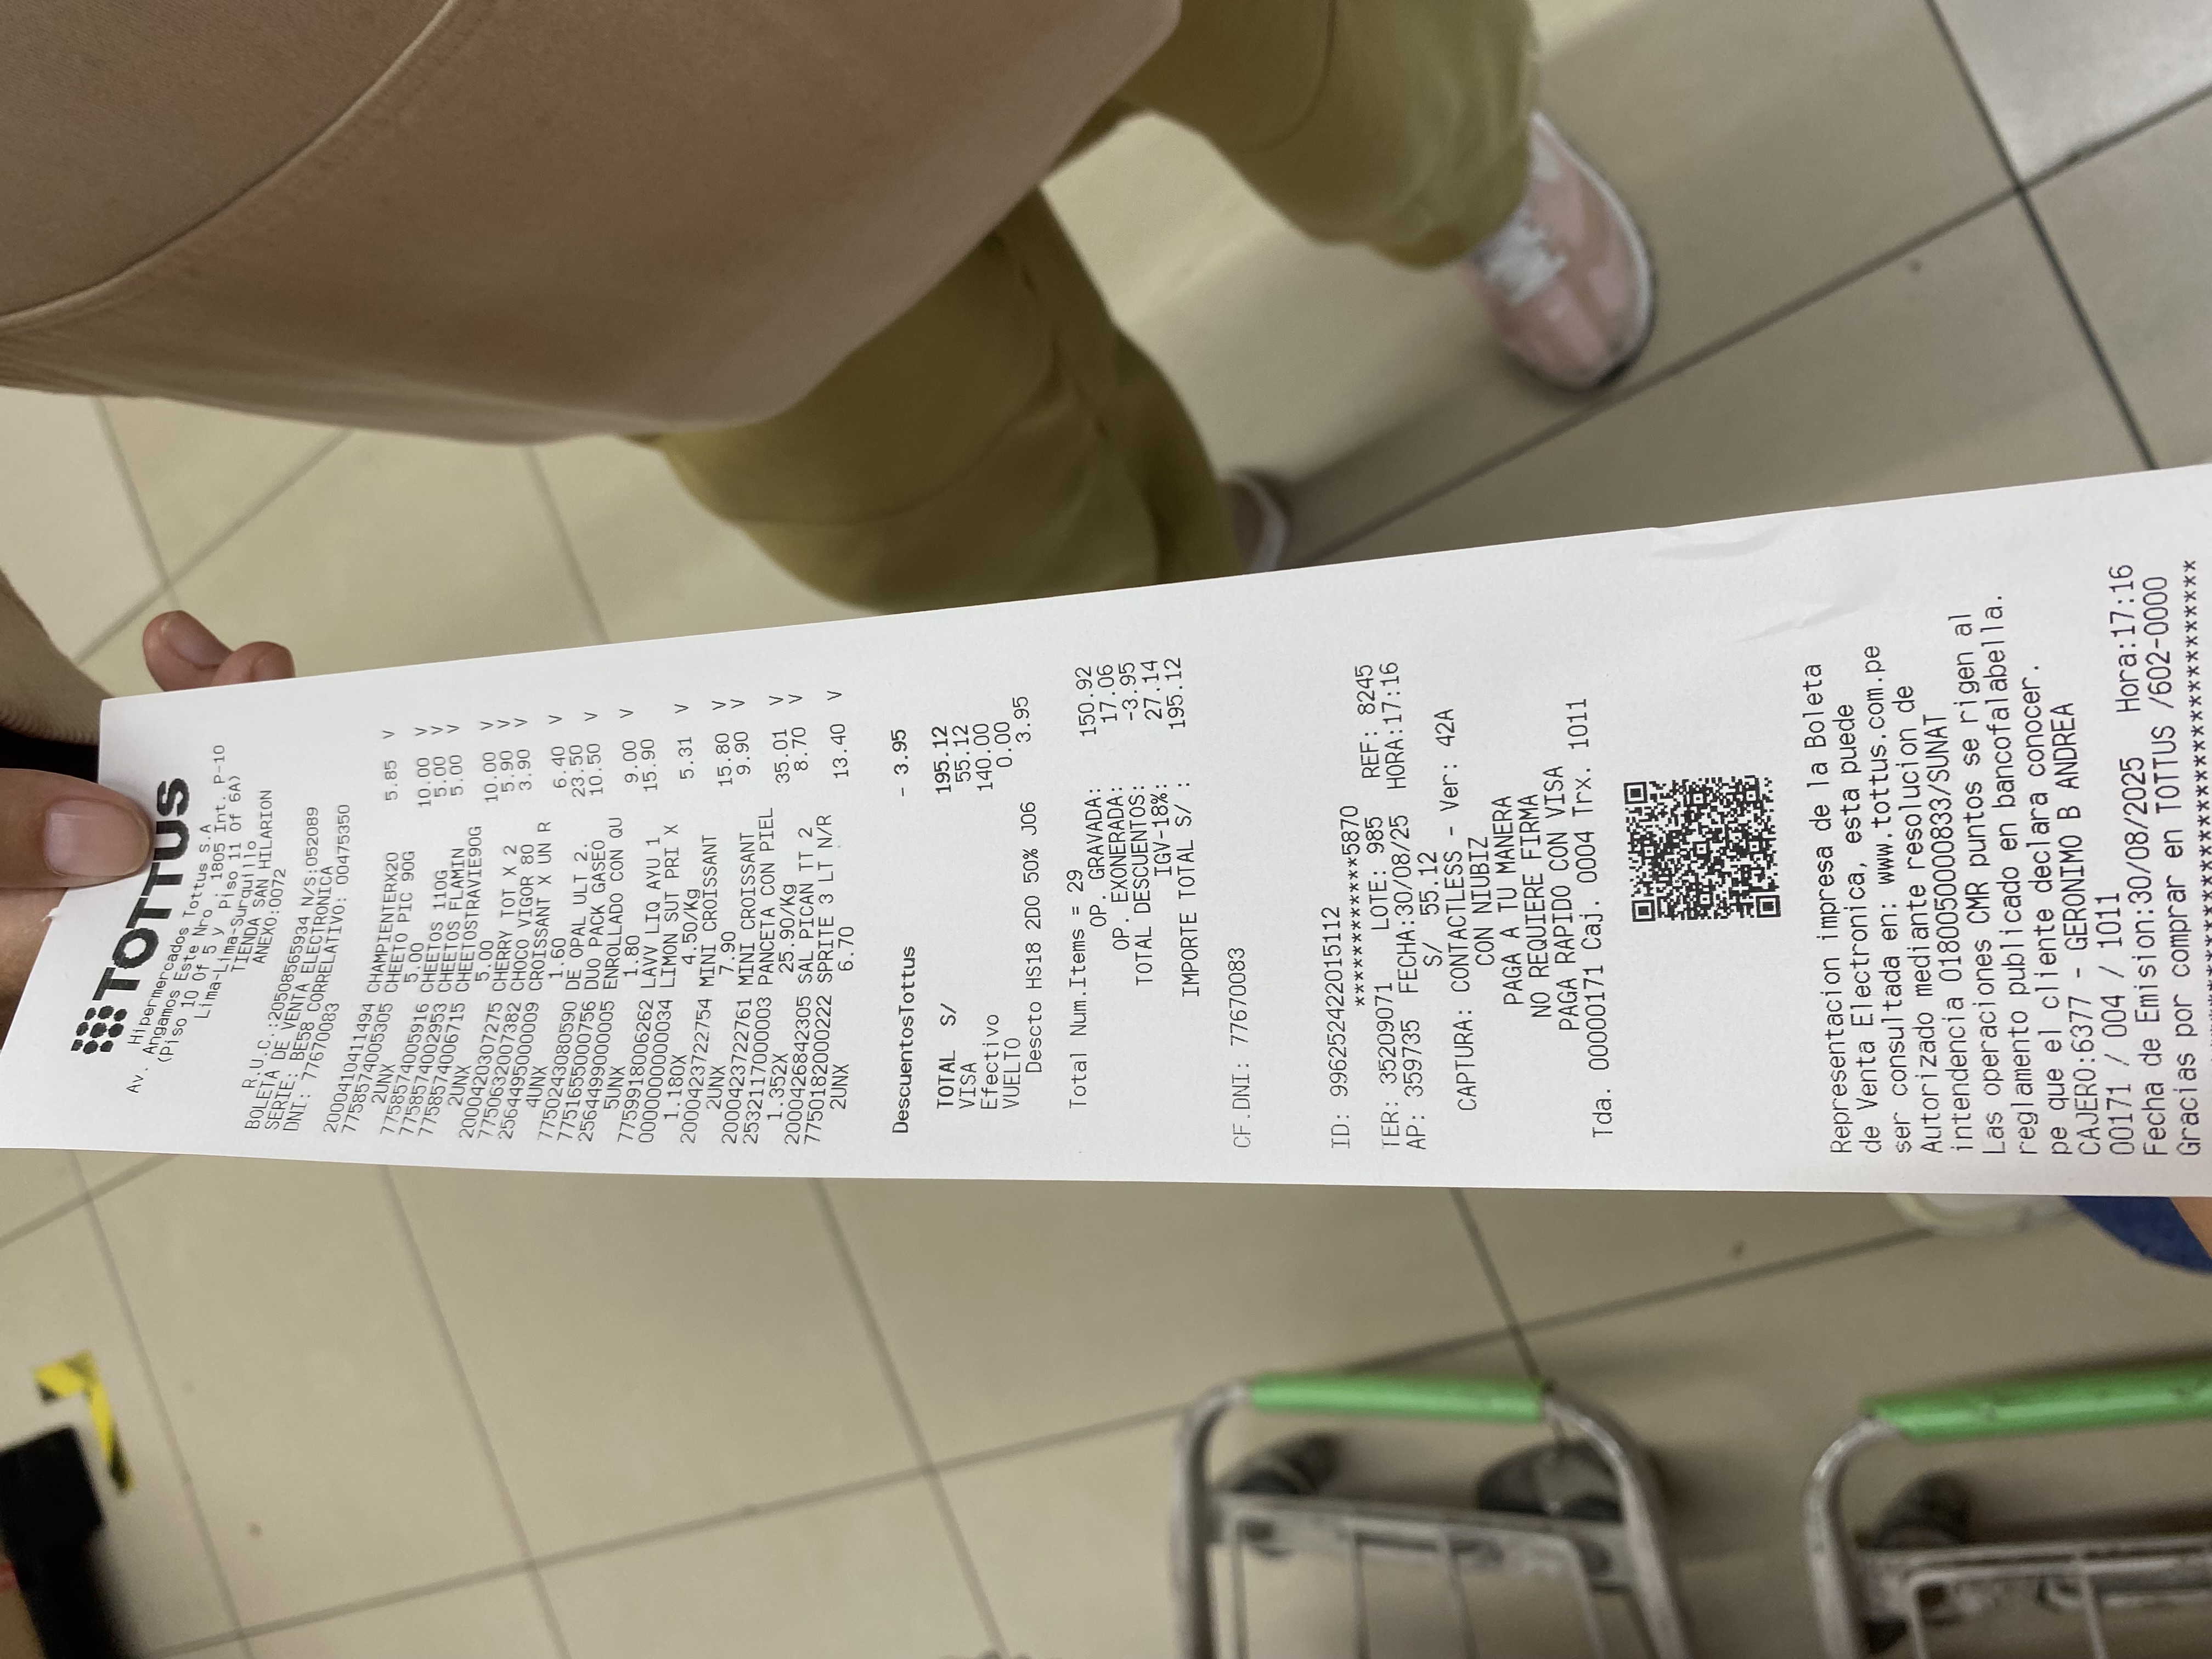 TOTTUS
Hipermercados Tottus S.A
Av. Angamos Este Nro . 1805 Int. P-10
(Piso 10 Of 5 y Piso 11 Of 6A)
Lima-Lima-Surquillo
TIENDA SAN HILARION
ANEXO:0072
R.U.C.:20508565934 N/S:052089
BOLETA DE VENTA ELECTRONICA
SERIE: BE58 CORRELATIVO: 00475350
DNI: 77670083
2000410411494 CHAMPIENTERX20 5.85 V
7758574005305 CHEETO PIC 90G
2UNX 5.00 10.00 V
7758574005916 CHEETOS 110G 5.00 V
7758574002953 CHEETOS FLAMIN 5.00 V
7758574006715 CHEETOSTRAVIE90G
2UNX 5.00 10.00 V
2000420307275 CHERRY TOT X 2 5.90 V
7750632007382 CHOCO VIGOR 80 3.90 V
2564495000009 CROISSANT X UN R
4UNX 1.60 6.40 V
7750243080590 DE OPAL ULT 2. 23.50
7751655000756 DUO PACK GASEO 10.50 V
2564499000005 ENROLLADO CON QU
5UNX 1.80 9.00 V
7759918006262 LAVV LIQ AYU 1 15.90
0000000000034 LIMON SUT PRI X
1.180X 4.50/Kg 5.31 V
2000423722754 MINI CROISSANT
2UNX 7.90 15.80 V
2000423722761 MINI CROISSANT 9.90 V
2532117000003 PANCETA CON PIEL
1.352X 25.90/Kg 35.01 V
2000426842305 SAL PICAN TT 2 8.70 V
7750182000222 SPRITE 3 LT N/R
2UNX 6.70 13.40 V
DescuentosTottus - 3.95
TOTAL S/ 195.12
VISA 55.12
Efectivo 140.00
VUELTO 0.00
Descto HS18 2DO 50% J06 3.95
Total Num.Items = 29
OP. GRAVADA: 150.92
OP. EXONERADA: 17.06
TOTAL DESCUENTOS: -3.95
IGV-18%: 27.14
IMPORTE TOTAL S/ : 195.12
CF.DNI: 77670083
ID: 996252422015112
************5870
TER: 35209071 LOTE: 985 REF: 8245
AP: 359735 FECHA:30/08/25 HORA:17:16
S/ 55.12
CAPTURA: CONTACTLESS - Ver: 42A
CON NIUBIZ
PAGA A TU MANERA
NO REQUIERE FIRMA
PAGA RAPIDO CON VISA
Tda. 00000171 Caj. 0004 Trx. 1011
Representacion impresa de la Boleta
de Venta Electronica, esta puede
ser consultada en: www.tottus.com.pe
Autorizado mediante resolucion de
intendencia 0180050000833/SUNAT
Las operaciones CMR puntos se rigen al
reglamento publicado en bancofalabella.
pe que el cliente declara conocer.
CAJERO:6377 - GERONIMO B ANDREA
00171 / 004 / 1011
Fecha de Emision:30/08/2025 Hora:17:16
Gracias por comprar en TOTTUS /602-0000